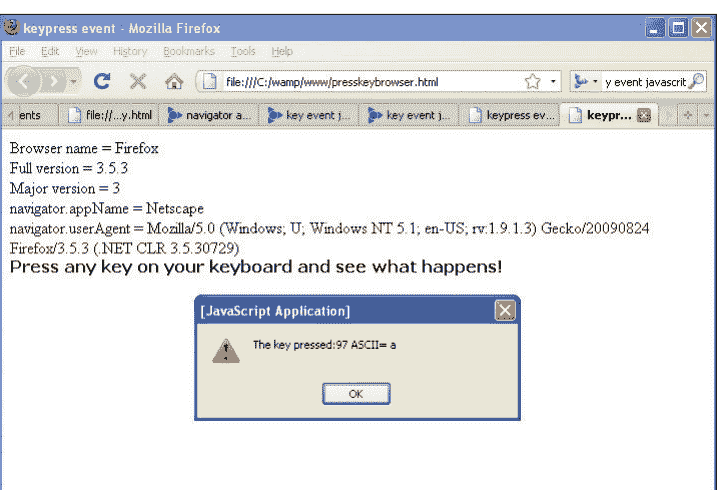 keypress event - Mozilla Firefox
File Edit View History Bookmarks Tools Help
file:///C:/wamp/www/presskeybrowser.html y event javascrit
ents file://...y.html navigator a... key event j... key event j... keypress ev... keypr...
Browser name = Firefox
Full version = 3.5.3
Major version = 3
navigator.appName = Netscape
navigator.userAgent = Mozilla/5.0 (Windows; U; Windows NT 5.1; en-US; rv:1.9.1.3) Gecko/20090824
Firefox/3.5.3 (.NET CLR 3.5.30729)
Press any key on your keyboard and see what happens!
[JavaScript Application]
The key pressed:97 ASCII= a
OK